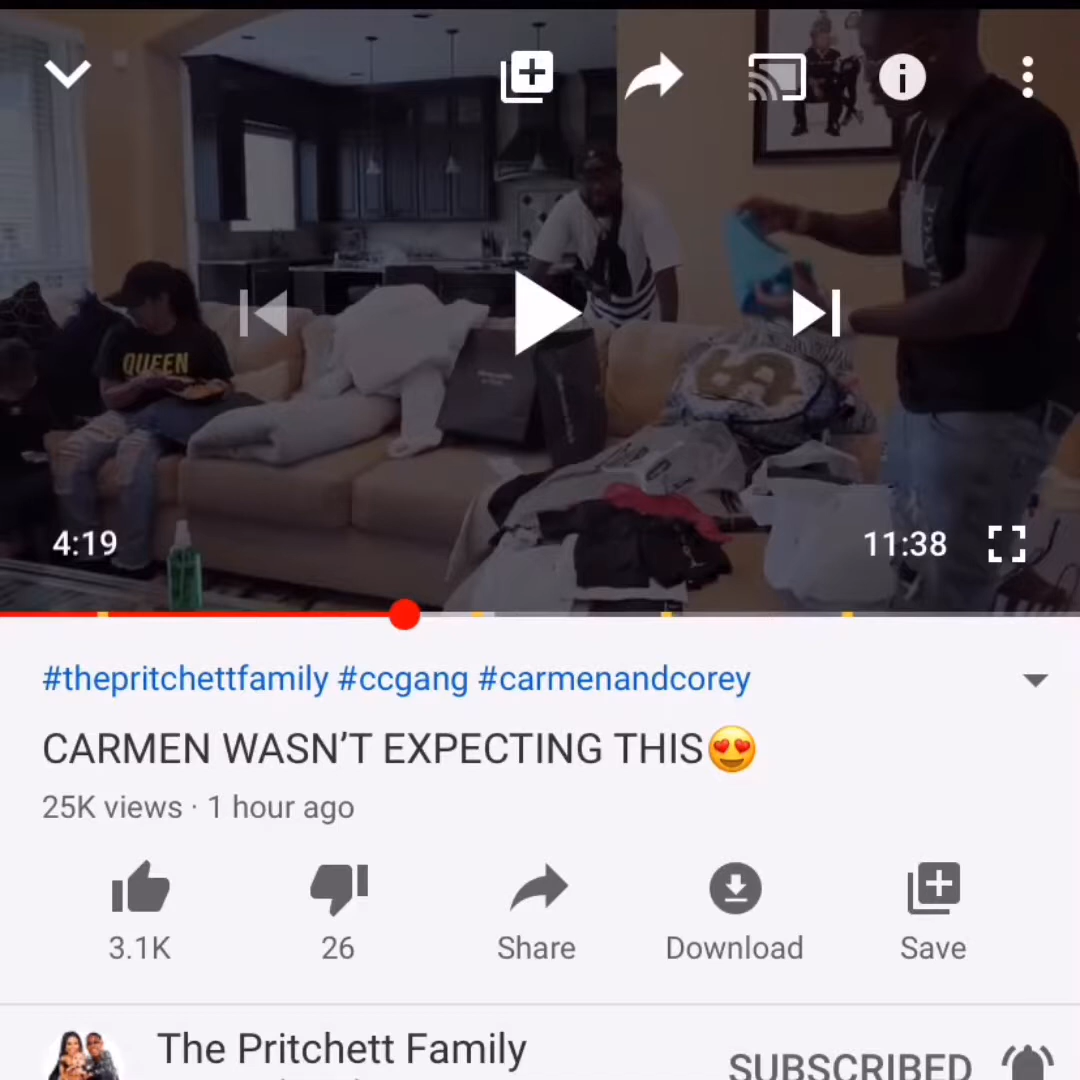 QUEEN
4:19
11:38
#thepritchettfamily #ccgang #carmenandcorey
CARMEN WASN’T EXPECTING THIS😍
25K views · 1 hour ago
3.1K
26
Share
Download
Save
The Pritchett Family
SUBSCRIBED